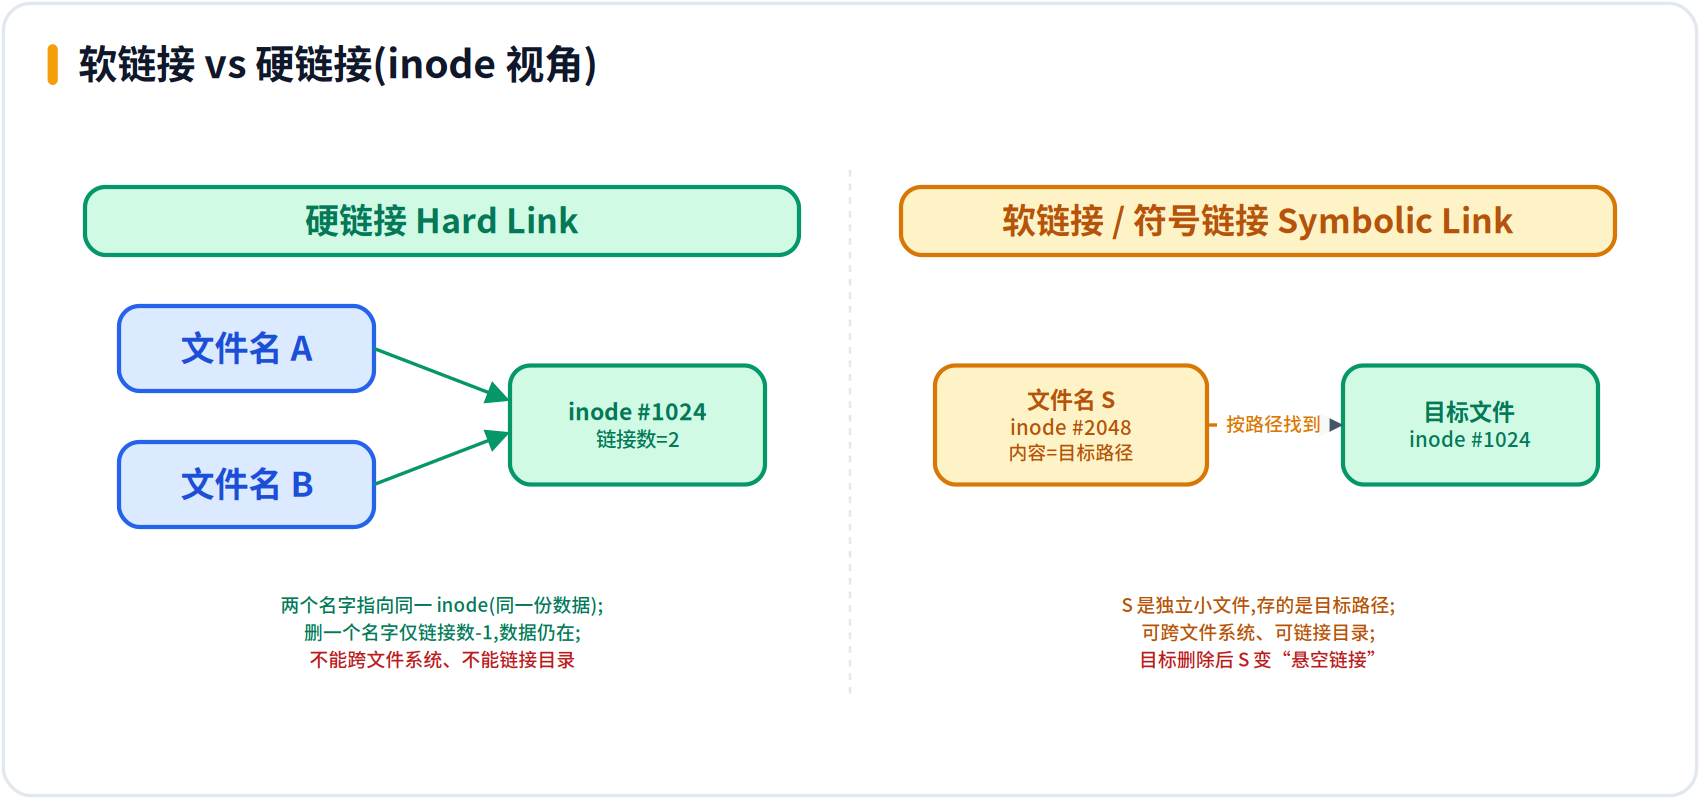 软链接 vs 硬链接(inode 视角)
硬链接 Hard Link
文件名 A
文件名 B
inode #1024
链接数=2
两个名字指向同一 inode(同一份数据);
删一个名字仅链接数-1,数据仍在;
不能跨文件系统、不能链接目录
软链接 / 符号链接 Symbolic Link
文件名 S
inode #2048
内容=目标路径
按路径找到
目标文件
inode #1024
S 是独立小文件,存的是目标路径;
可跨文件系统、可链接目录;
目标删除后 S 变“悬空链接”